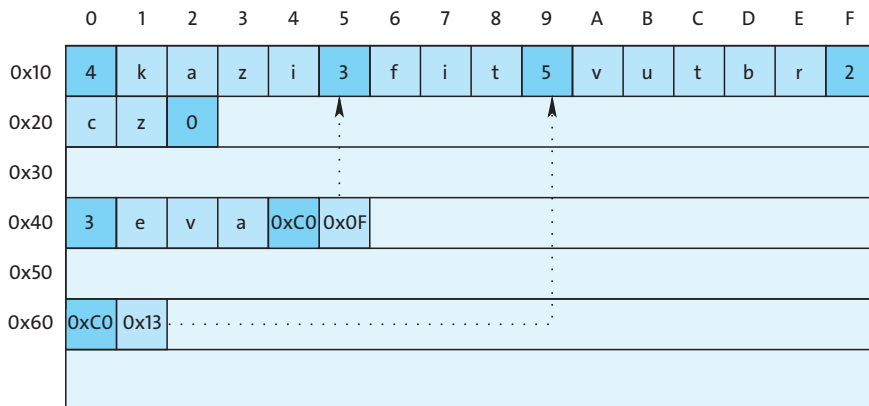 0 1 2 3 4 5 6 7 8 9 A B C D E F
0x10 4 k a z i 3 f i t 5 v u t b r 2
0x20 c z 0
0x30
0x40 3 e v a 0xC0 0x0F
0x50
0x60 0xC0 0x13